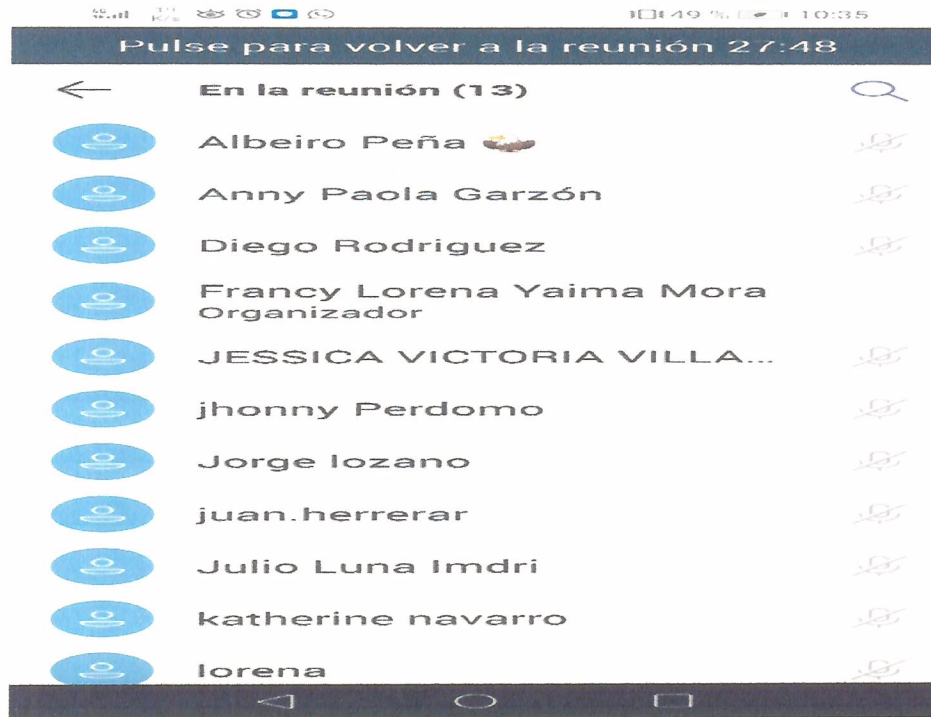 49 % 10:35
Pulse para volver a la reunión 27:48
En la reunión (13)
Albeiro Peña
Anny Paola Garzón
Diego Rodriguez
Francy Lorena Yaima Mora
Organizador
JESSICA VICTORIA VILLA...
jhonny Perdomo
Jorge lozano
juan.herrerar
Julio Luna Imdri
katherine navarro
lorena